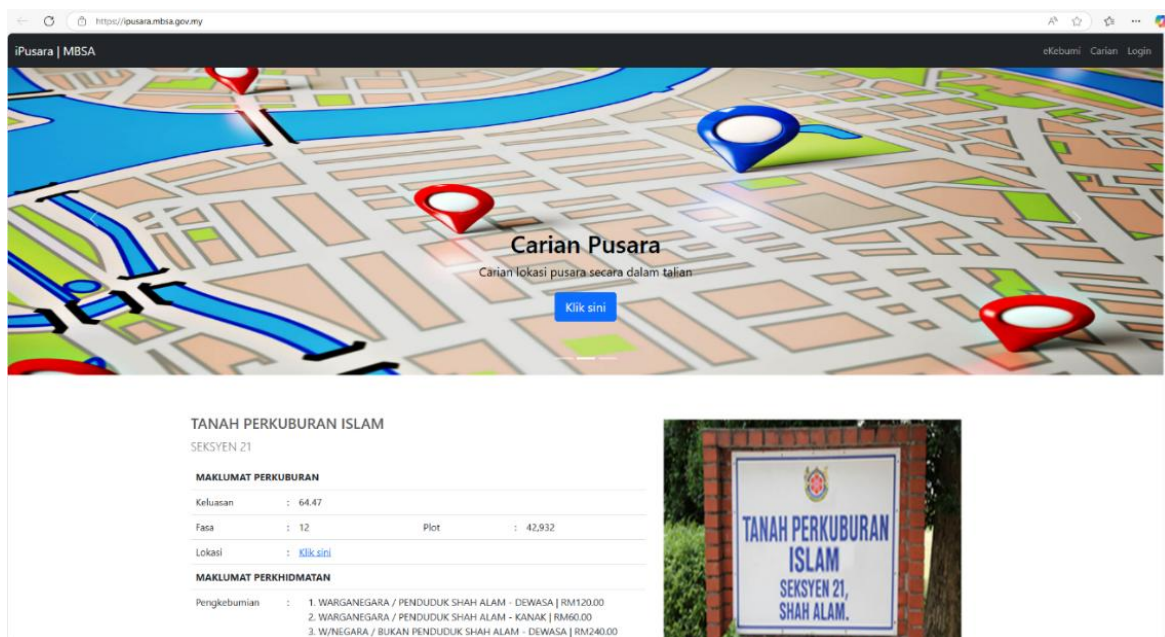 https://ipusara.mbsa.gov.my
iPusara | MBSA
eKebumi Carian Login
Carian Pusara
Carian lokasi pusara secara dalam talian
Klik sini
TANAH PERKUBURAN ISLAM
SEKSYEN 21
MAKLUMAT PERKUBURAN
Keluasan : 64.47
Fasa : 12 Plot : 42,932
Lokasi : Klik sini
MAKLUMAT PERKHIDMATAN
Pengkebumian : 1. WARGANEGARA / PENDUDUK SHAH ALAM - DEWASA | RM120.00
2. WARGANEGARA / PENDUDUK SHAH ALAM - KANAK | RM60.00
3. W/NEGARA / BUKAN PENDUDUK SHAH ALAM - DEWASA | RM240.00
TANAH PERKUBURAN
ISLAM
SEKSYEN 21,
SHAH ALAM.